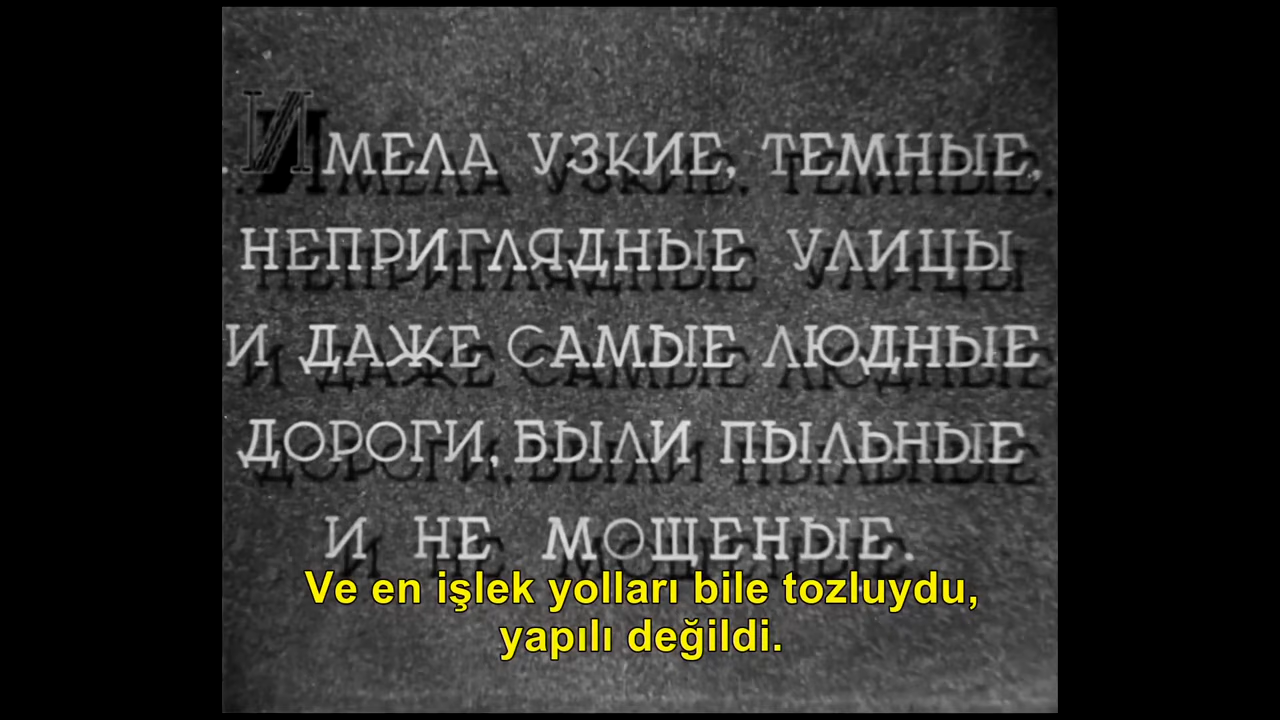 Имела узкие, темные,
неприглядные улицы
и даже самые людные
дороги, были пыльные
и не мощеные.
Ve en işlek yolları bile tozluydu,
yapılı değildi.